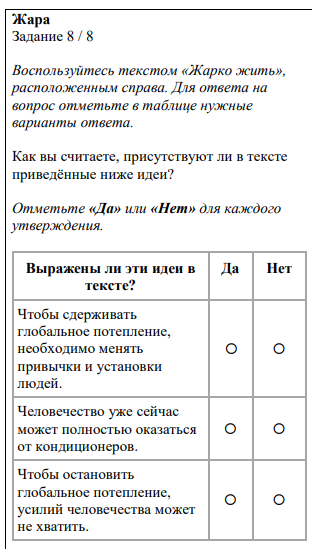 Жара
Задание 8 / 8
Воспользуйтесь текстом «Жарко жить»,
расположенным справа. Для ответа на
вопрос отметьте в таблице нужные
варианты ответа.
Как вы считаете, присутствуют ли в тексте
приведённые ниже идеи?
Отметьте «Да» или «Нет» для каждого
утверждения.
Выражены ли эти идеи в
тексте?
Да
Нет
Чтобы сдерживать
глобальное потепление,
необходимо менять
привычки и установки
людей.
Человечество уже сейчас
может полностью оказаться
от кондиционеров.
Чтобы остановить
глобальное потепление,
усилий человечества может
не хватить.